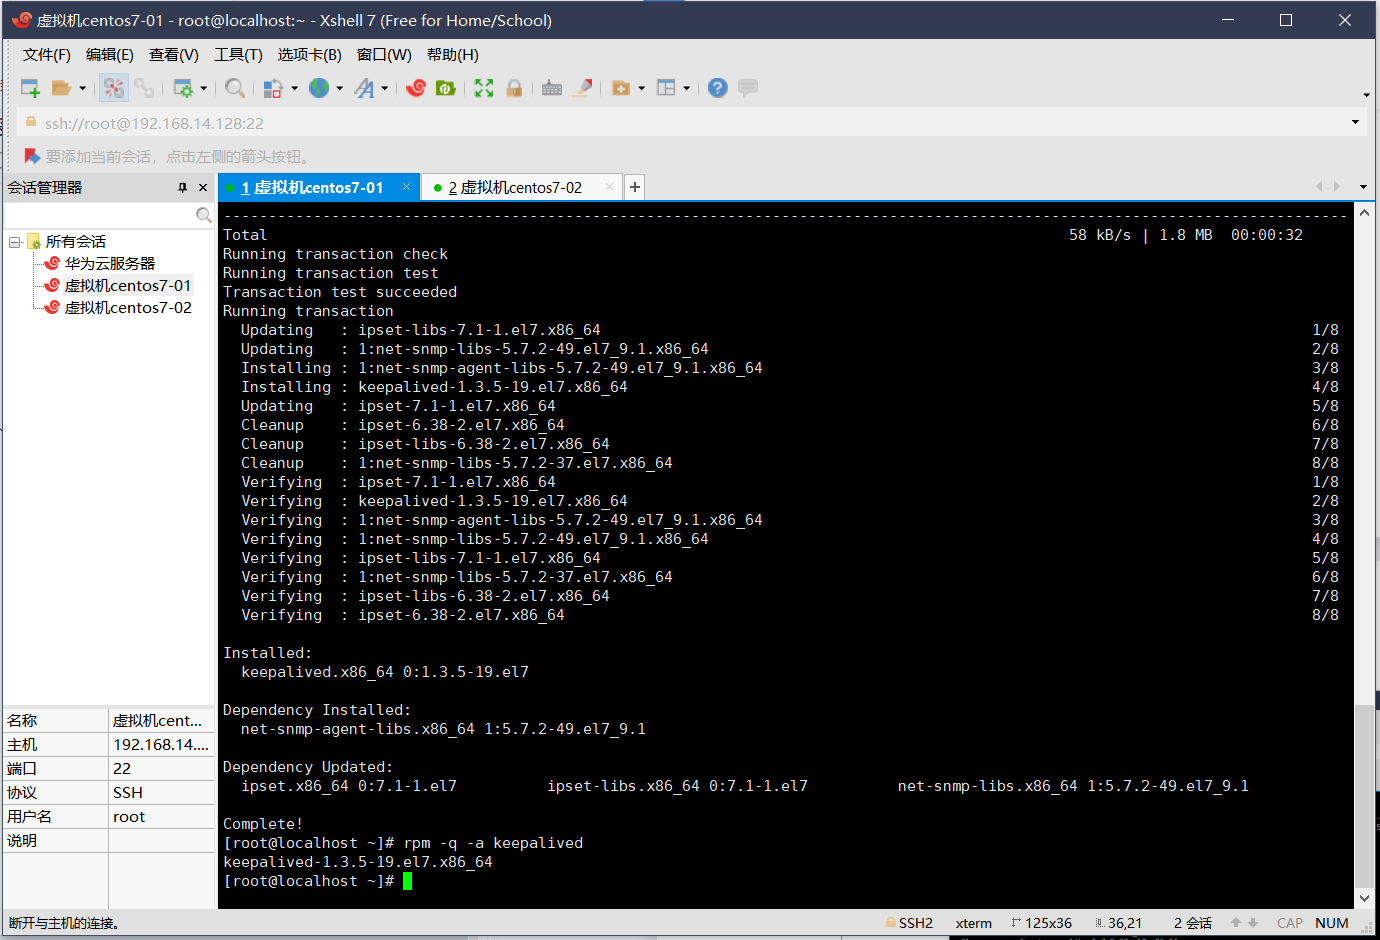 虚拟机centos7-01 - root@localhost:~ - Xshell 7 (Free for Home/School)
文件(F) 编辑(E) 查看(V) 工具(T) 选项卡(B) 窗口(W) 帮助(H)
ssh://root@192.168.14.128:22
要添加当前会话，点击左侧的箭头按钮。
会话管理器
1 虚拟机centos7-01 2 虚拟机centos7-02
所有会话
华为云服务器
虚拟机centos7-01
虚拟机centos7-02
名称 虚拟机cent...
主机 192.168.14....
端口 22
协议 SSH
用户名 root
说明
--------------------------------------------------------------------------------------------------------------
Total 58 kB/s | 1.8 MB 00:00:32
Running transaction check
Running transaction test
Transaction test succeeded
Running transaction
Updating : ipset-libs-7.1-1.el7.x86_64 1/8
Updating : 1:net-snmp-libs-5.7.2-49.el7_9.1.x86_64 2/8
Installing : 1:net-snmp-agent-libs-5.7.2-49.el7_9.1.x86_64 3/8
Installing : keepalived-1.3.5-19.el7.x86_64 4/8
Updating : ipset-7.1-1.el7.x86_64 5/8
Cleanup : ipset-6.38-2.el7.x86_64 6/8
Cleanup : ipset-libs-6.38-2.el7.x86_64 7/8
Cleanup : 1:net-snmp-libs-5.7.2-37.el7.x86_64 8/8
Verifying : ipset-7.1-1.el7.x86_64 1/8
Verifying : keepalived-1.3.5-19.el7.x86_64 2/8
Verifying : 1:net-snmp-agent-libs-5.7.2-49.el7_9.1.x86_64 3/8
Verifying : 1:net-snmp-libs-5.7.2-49.el7_9.1.x86_64 4/8
Verifying : ipset-libs-7.1-1.el7.x86_64 5/8
Verifying : 1:net-snmp-libs-5.7.2-37.el7.x86_64 6/8
Verifying : ipset-libs-6.38-2.el7.x86_64 7/8
Verifying : ipset-6.38-2.el7.x86_64 8/8
Installed:
keepalived.x86_64 0:1.3.5-19.el7
Dependency Installed:
net-snmp-agent-libs.x86_64 1:5.7.2-49.el7_9.1
Dependency Updated:
ipset.x86_64 0:7.1-1.el7 ipset-libs.x86_64 0:7.1-1.el7 net-snmp-libs.x86_64 1:5.7.2-49.el7_9.1
Complete!
[root@localhost ~]# rpm -q -a keepalived
keepalived-1.3.5-19.el7.x86_64
[root@localhost ~]#
断开与主机的连接。 SSH2 xterm 125x36 36,21 2 会话 CAP NUM